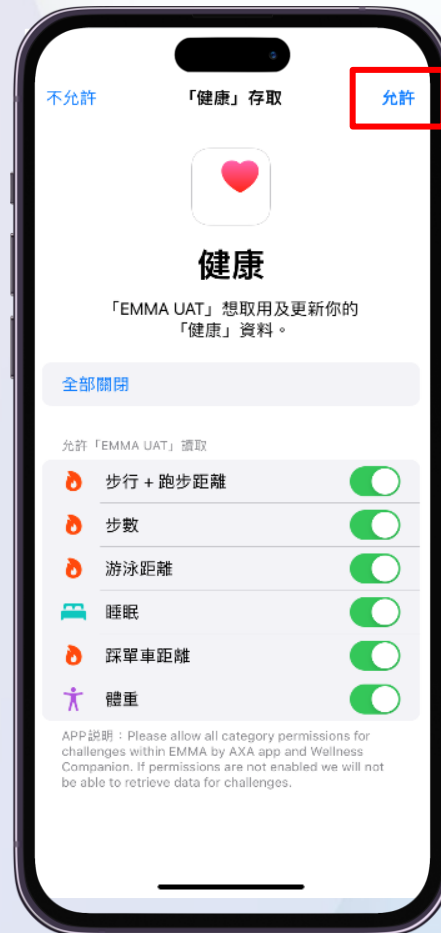 不允許 「健康」存取 允許
健康
「EMMA UAT」想取用及更新你的
「健康」資料。
全部關閉
允許「EMMA UAT」讀取
步行 + 跑步距離
步數
游泳距離
睡眠
踩單車距離
體重
APP説明：Please allow all category permissions for
challenges within EMMA by AXA app and Wellness
Companion. If permissions are not enabled we will not
be able to retrieve data for challenges.